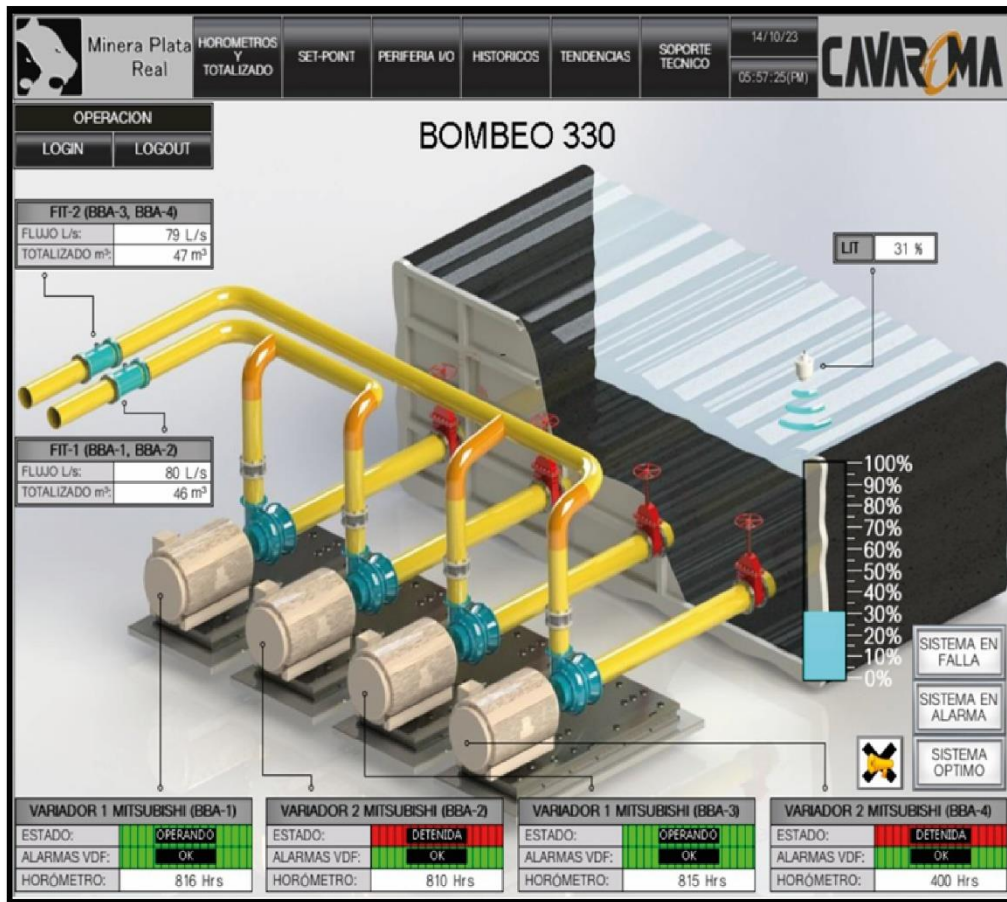 Minera Plata
Real
HOROMETROS
Y
TOTALIZADO
SET-POINT
PERIFERIA I/O
HISTORICOS
TENDENCIAS
SOPORTE
TECNICO
14/10/23
05:57:25(PM)
CAVAROMA
OPERACION
LOGIN LOGOUT
BOMBEO 330
FIT-2 (BBA-3, BBA-4)
FLUJO L/s: 79 L/s
TOTALIZADO m³: 47 m³
LIT 31 %
FIT-1 (BBA-1, BBA-2)
FLUJO L/s: 80 L/s
TOTALIZADO m³: 46 m³
100%
90%
80%
70%
60%
50%
40%
30%
20%
10%
0%
SISTEMA EN
FALLA
SISTEMA EN
ALARMA
SISTEMA
OPTIMO
VARIADOR 1 MITSUBISHI (BBA-1)
ESTADO: OPERANDO
ALARMAS VDF: OK
HORÓMETRO: 816 Hrs
VARIADOR 2 MITSUBISHI (BBA-2)
ESTADO: DETENIDA
ALARMAS VDF: OK
HORÓMETRO: 810 Hrs
VARIADOR 1 MITSUBISHI (BBA-3)
ESTADO: OPERANDO
ALARMAS VDF: OK
HORÓMETRO: 815 Hrs
VARIADOR 2 MITSUBISHI (BBA-4)
ESTADO: DETENIDA
ALARMAS VDF: OK
HORÓMETRO: 400 Hrs